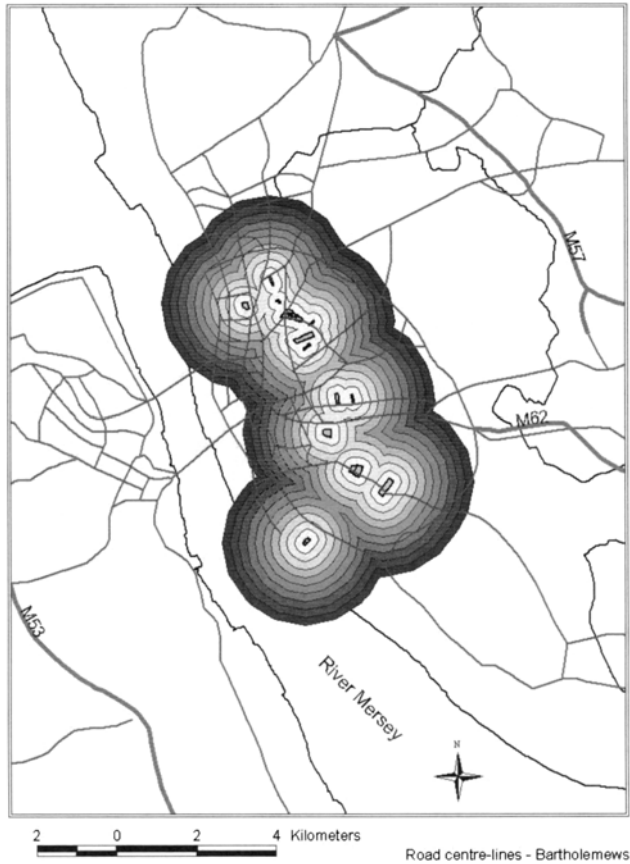 M57
M62
M53
River Mersey
N
2 0 2 4 Kilometers
Road centre-lines - Bartholemews